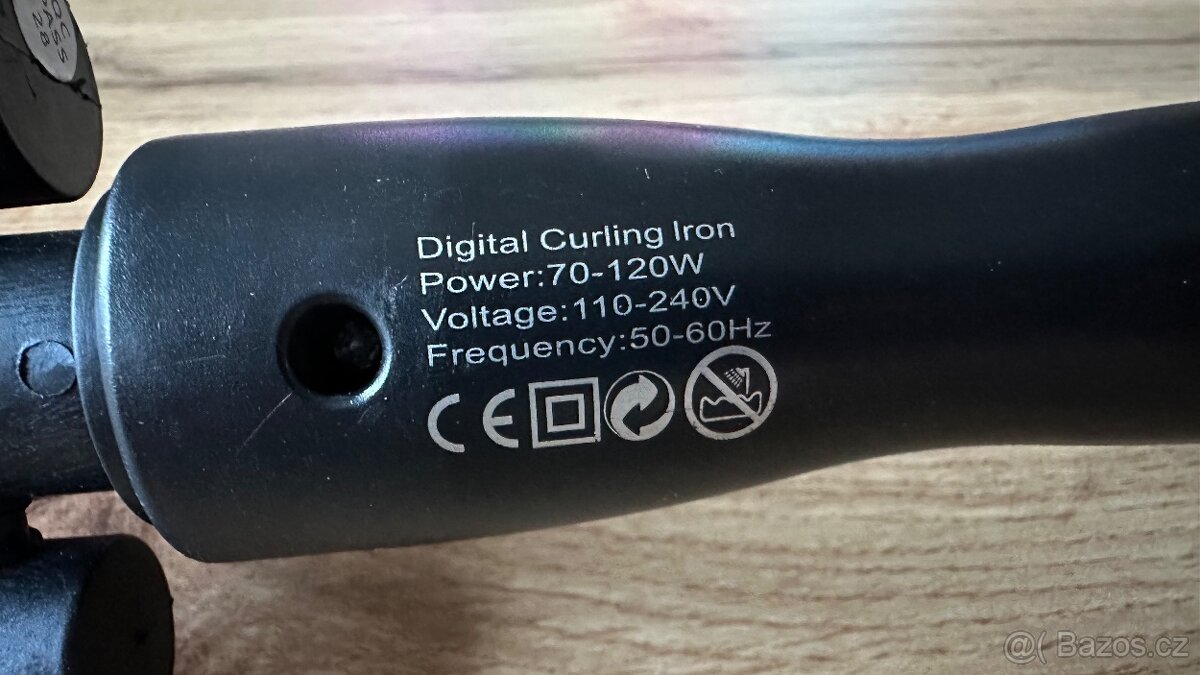 Digital Curling Iron
Power:70-120W
Voltage:110-240V
Frequency:50-60Hz
CE
Bazos.cz